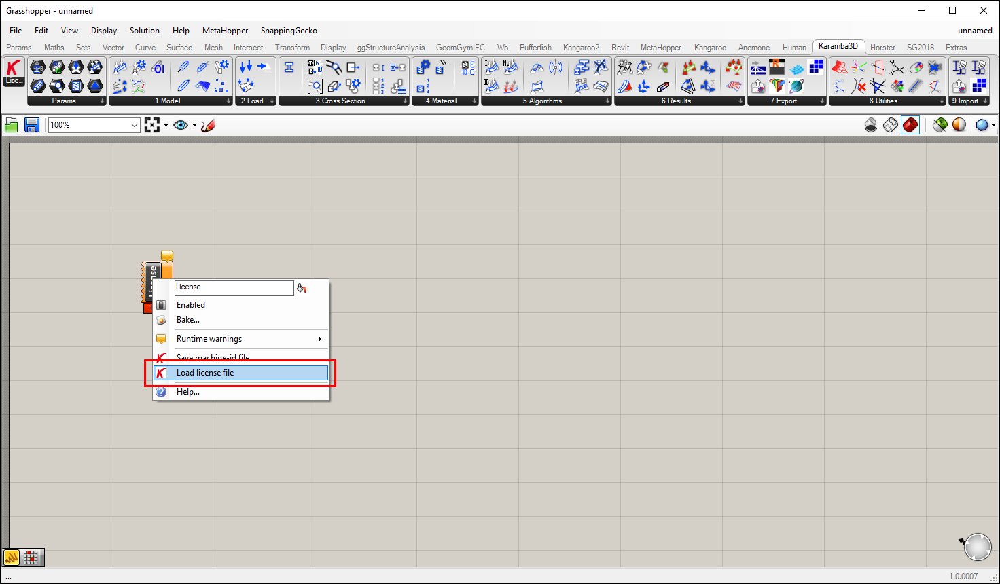 Grasshopper - unnamed
File Edit View Display Solution Help MetaHopper SnappingGecko unnamed
Params Maths Sets Vector Curve Surface Mesh Intersect Transform Display ggStructureAnalysis GeomGymIFC Wb Pufferfish Kangaroo2 Revit MetaHopper Kangaroo Anemone Human Karamba3D Horster SG2018 Extras
Lice...
Params 1.Model 2.Load 3.Cross Section 4.Material 5.Algorithms 6.Results 7.Export 8.Utilities 9.Import
100%
License
License
Enabled
Bake...
Runtime warnings
Save machine-id file
Load license file
Help...
...
1.0.0007